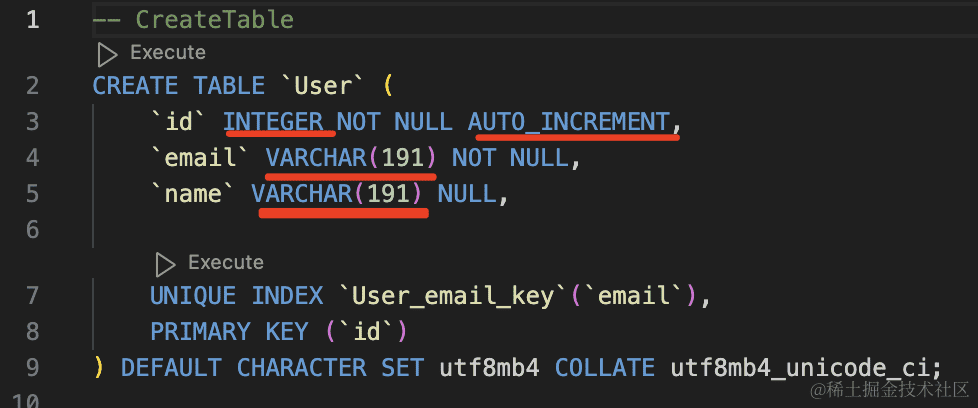 1 -- CreateTable
Execute
2 CREATE TABLE `User` (
3 `id` INTEGER NOT NULL AUTO_INCREMENT,
4 `email` VARCHAR(191) NOT NULL,
5 `name` VARCHAR(191) NULL,
6
Execute
7 UNIQUE INDEX `User_email_key`(`email`),
8 PRIMARY KEY (`id`)
9 ) DEFAULT CHARACTER SET utf8mb4 COLLATE utf8mb4_unicode_ci;
10
@稀土掘金技术社区